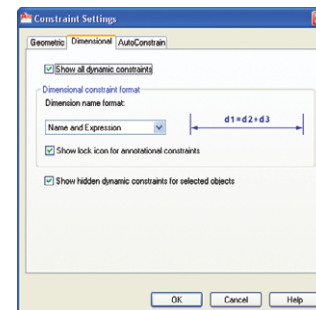 Constraint Settings
Geometric Dimensional AutoConstrain
Show all dynamic constraints
Dimensional constraint format
Dimension name format:
Name and Expression
d1=d2+d3
Show lock icon for annotational constraints
Show hidden dynamic constraints for selected objects
OK Cancel Help